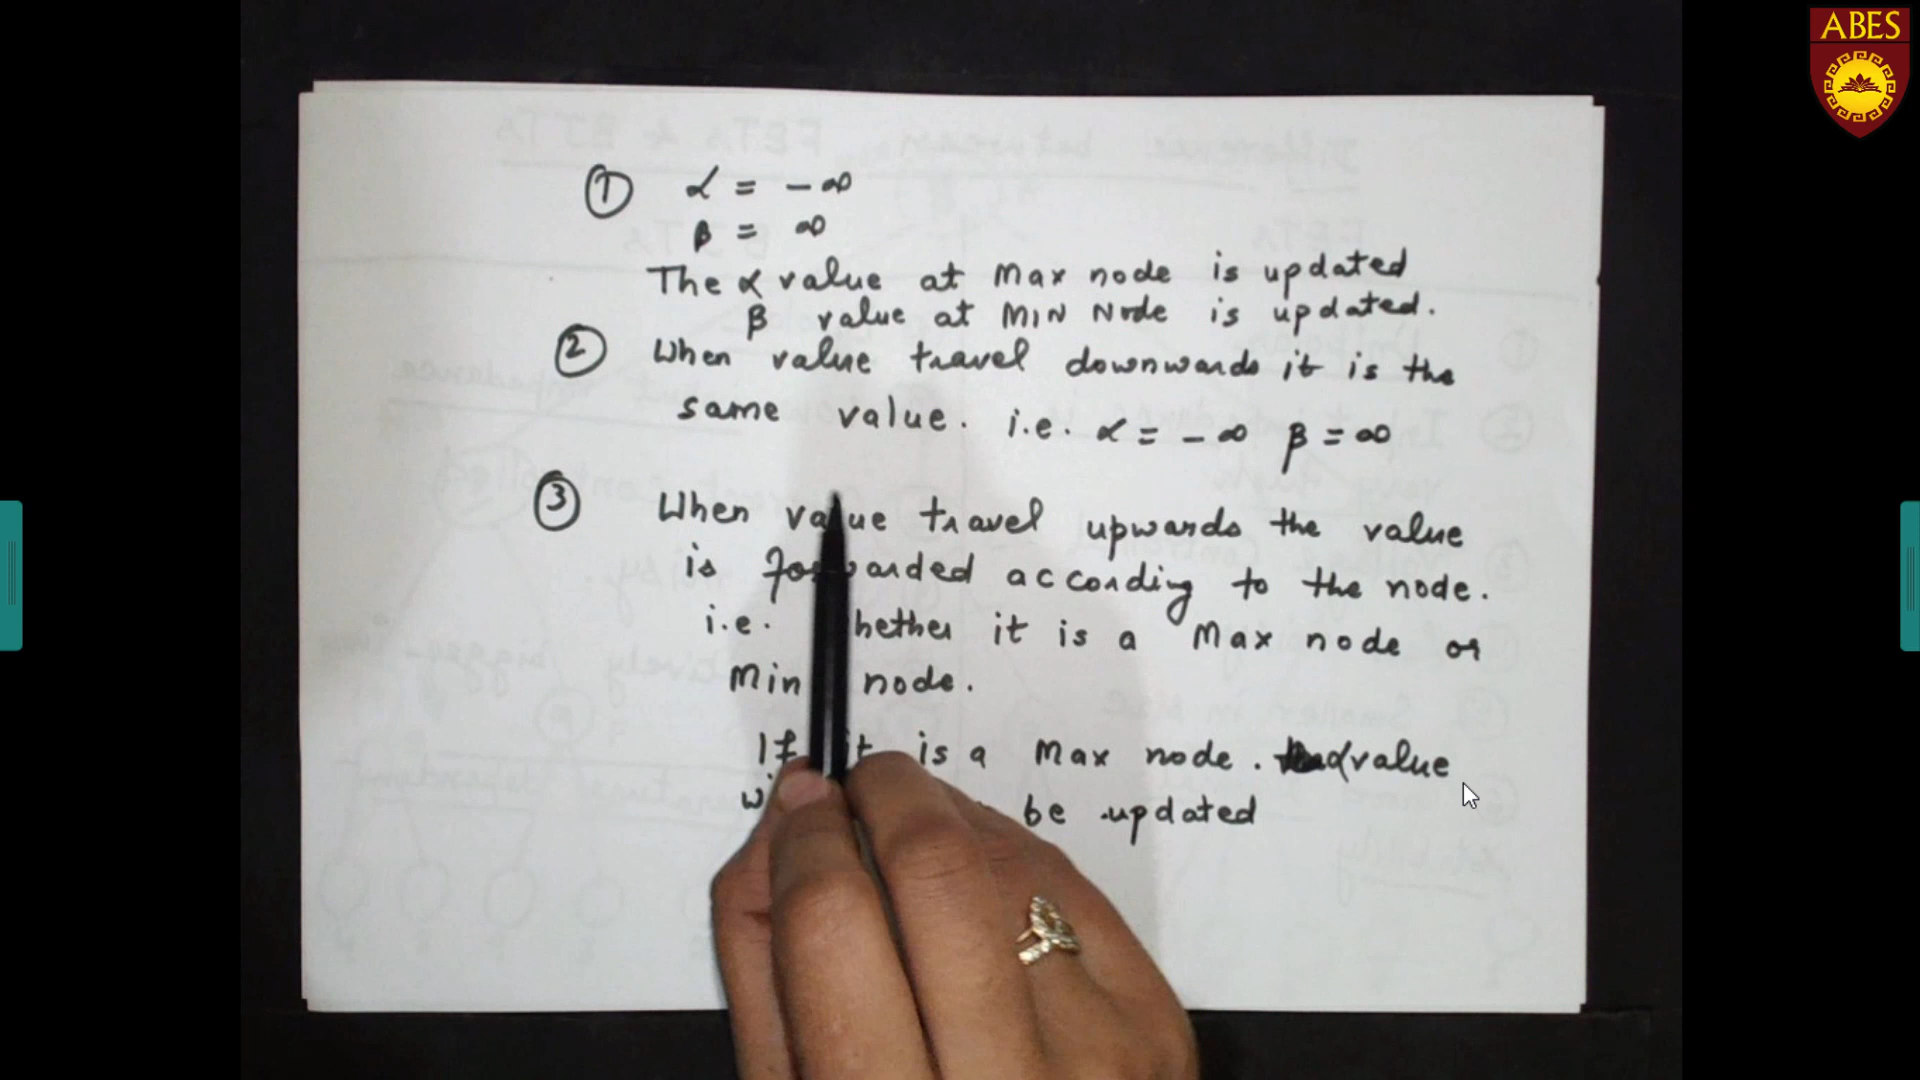 ABES
① α = - ∞
β = ∞
The α value at Max node is updated
β value at MIN Node is updated.
② When value travel downwards it is the
same value. i.e. α = - ∞ β = ∞
③ When value travel upwards the value
is forwarded according to the node.
i.e. whether it is a Max node or
Min node.
If it is a Max node. α value
be updated